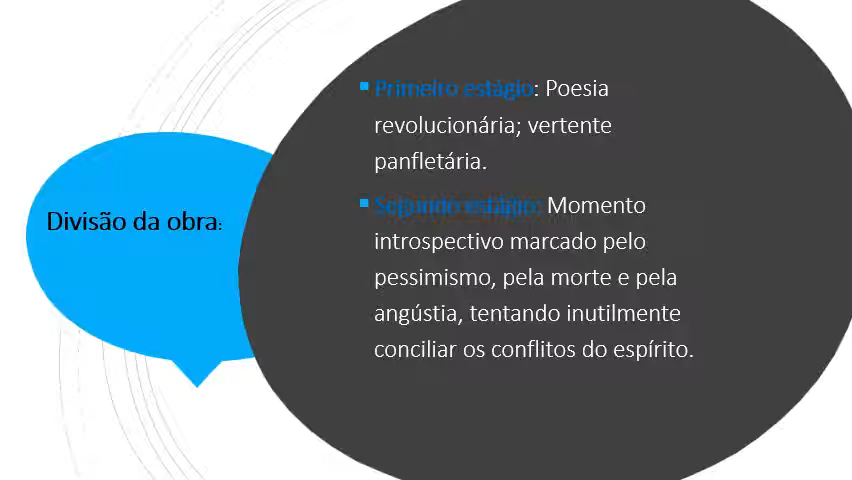 Divisão da obra:
Primeiro estágio: Poesia
revolucionária; vertente
panfletária.
Segundo estágio: Momento
introspectivo marcado pelo
pessimismo, pela morte e pela
angústia, tentando inutilmente
conciliar os conflitos do espírito.